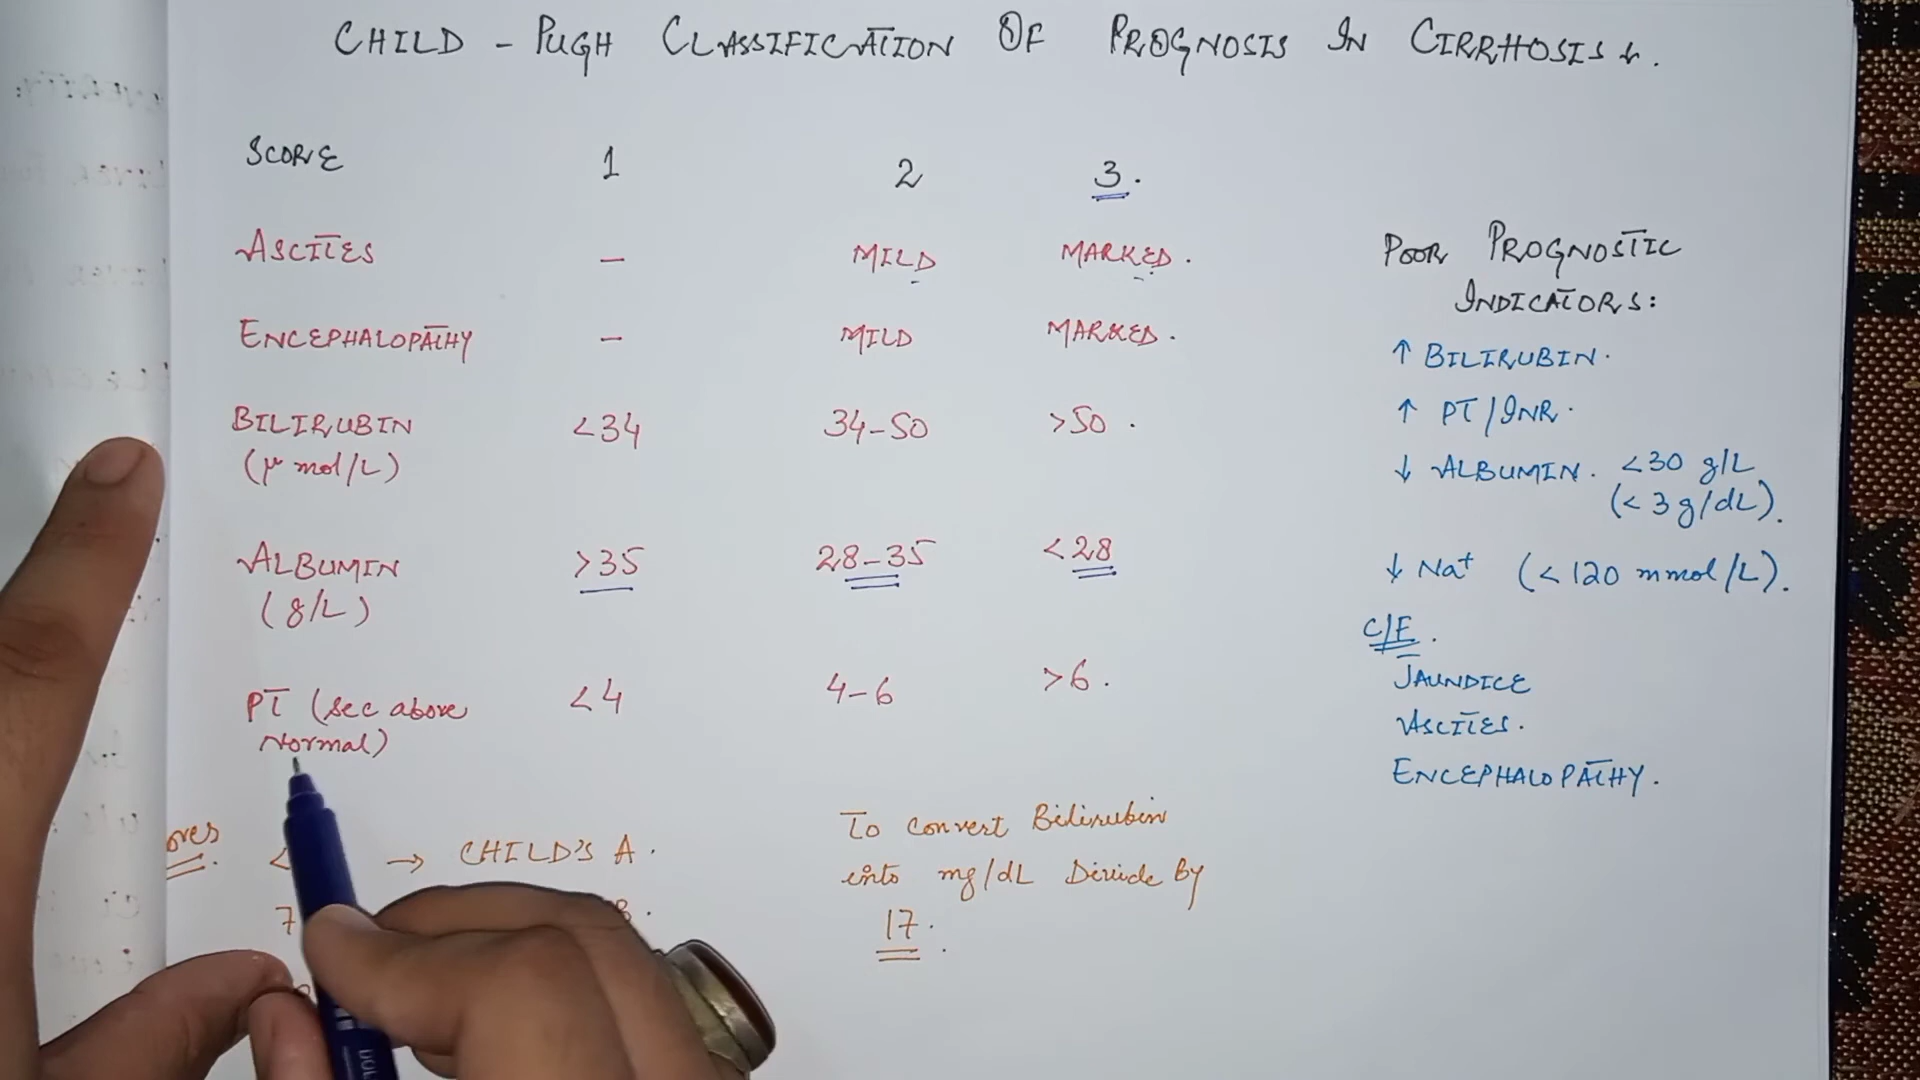 CHILD - PUGH CLASSIFICATION OF PROGNOSIS IN CIRRHOSIS.
SCORE 1 2 3.
ASCITES - MILD MARKED.
ENCEPHALOPATHY - MILD MARKED.
BILIRUBIN <34 34-50 >50.
(μ mol/L)
ALBUMIN >35 28-35 <28
(g/L)
PT (sec above <4 4-6 >6.
Normal)
< → CHILD'S A.
7
To convert Bilirubin
into mg/dL Divide By
17.
POOR PROGNOSTIC
INDICATORS:
↑ BILIRUBIN.
↑ PT/INR.
↓ ALBUMIN. <30 g/L
(<3 g/dL).
↓ Na+ (<120 mmol/L).
C/E.
JAUNDICE
ASCITES.
ENCEPHALOPATHY.